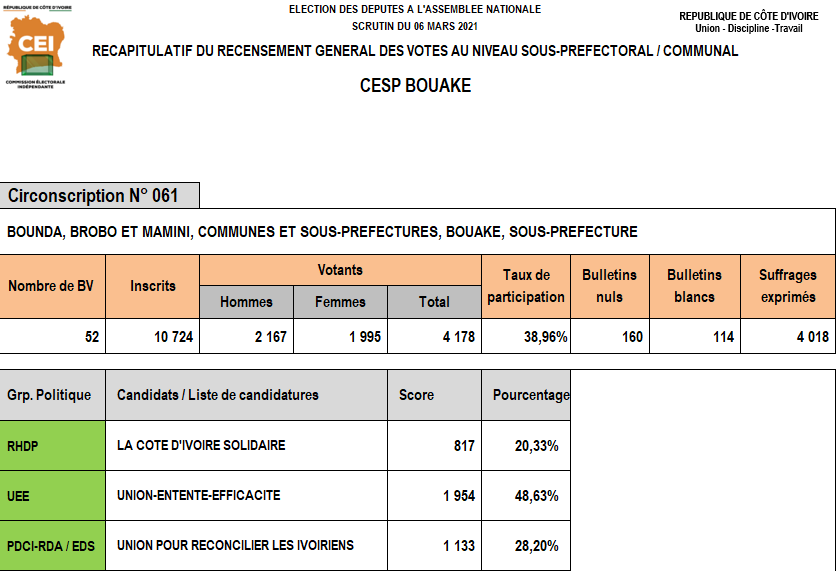 REPUBLIQUE DE CÔTE D'IVOIRE
CEI
COMMISSION ÉLECTORALE
INDÉPENDANTE
ELECTION DES DEPUTES A L'ASSEMBLEE NATIONALE
SCRUTIN DU 06 MARS 2021
REPUBLIQUE DE CÔTE D'IVOIRE
Union - Discipline -Travail
RECAPITULATIF DU RECENSEMENT GENERAL DES VOTES AU NIVEAU SOUS-PREFECTORAL / COMMUNAL
CESP BOUAKE
Circonscription N° 061
BOUNDA, BROBO ET MAMINI, COMMUNES ET SOUS-PREFECTURES, BOUAKE, SOUS-PREFECTURE
Nombre de BV Inscrits Votants Taux de participation Bulletins nuls Bulletins blancs Suffrages exprimés
Hommes Femmes Total
52 10 724 2 167 1 995 4 178 38,96% 160 114 4 018
Grp. Politique Candidats / Liste de candidatures Score Pourcentage
RHDP LA COTE D'IVOIRE SOLIDAIRE 817 20,33%
UEE UNION-ENTENTE-EFFICACITE 1 954 48,63%
PDCI-RDA / EDS UNION POUR RECONCILIER LES IVOIRIENS 1 133 28,20%